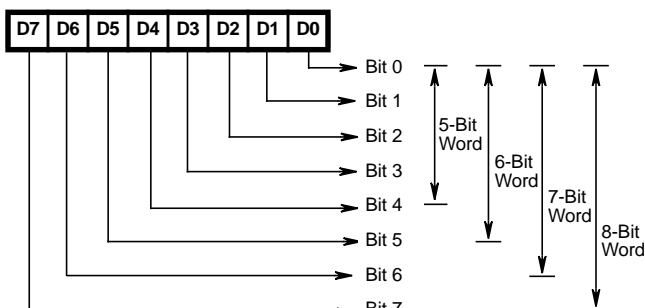 D7 D6 D5 D4 D3 D2 D1 D0
Bit 0
Bit 1
Bit 2
Bit 3
Bit 4
Bit 5
Bit 6
Bit 7
5-Bit
Word
6-Bit
Word
7-Bit
Word
8-Bit
Word